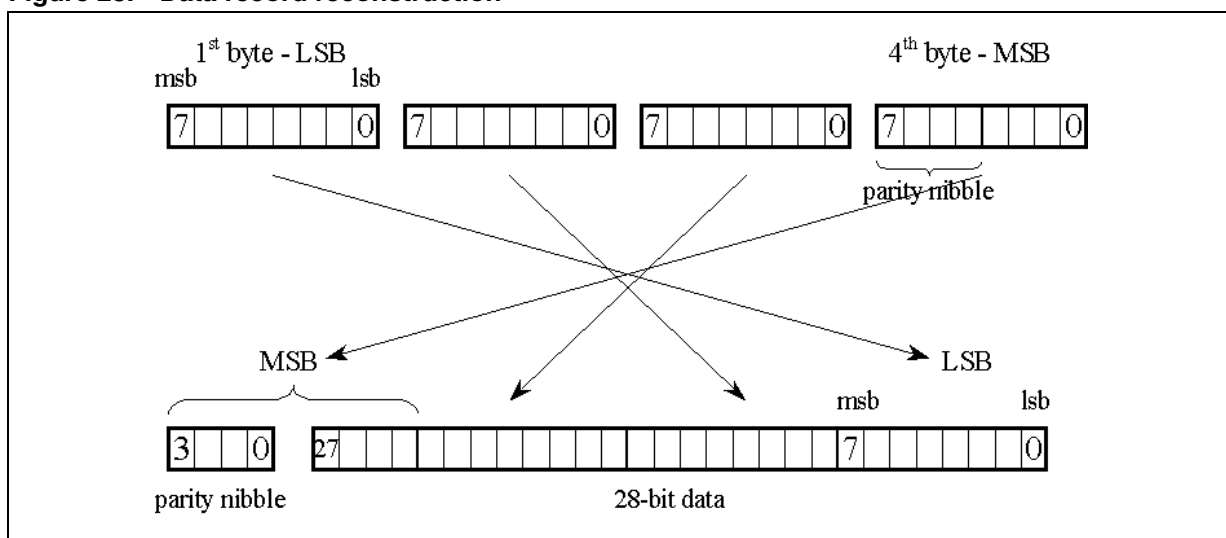 1st byte - LSB 4th byte - MSB
msb lsb
7 0 7 0 7 0 7 0
parity nibble
MSB LSB
msb lsb
3 0 27 7 0
parity nibble 28-bit data